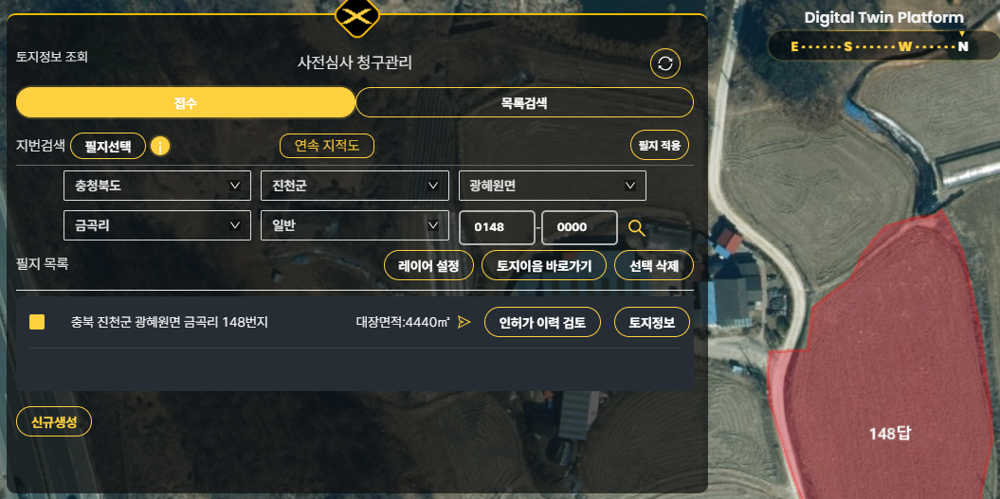 Digital Twin Platform
E S W N
토지정보 조회
사전심사 청구관리
접수
목록검색
지번검색 필지선택 i
연속 지적도
필지 적용
충청북도 진천군 광혜원면
금곡리 일반 0148 - 0000
필지 목록
레이어 설정 토지이음 바로가기 선택 삭제
충북 진천군 광혜원면 금곡리 148번지 대장면적:4440㎡ 인허가 이력 검토 토지정보
신규생성
148답